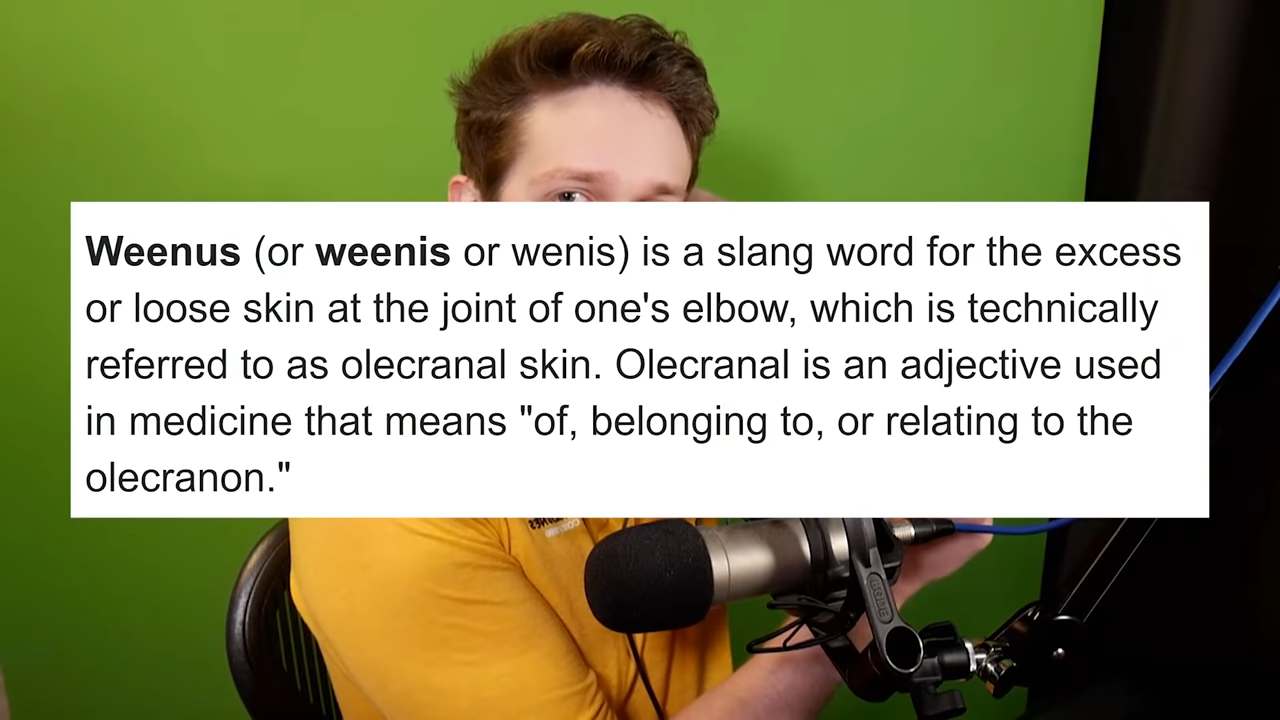 Weenus (or weenis or wenis) is a slang word for the excess
or loose skin at the joint of one's elbow, which is technically
referred to as olecranal skin. Olecranal is an adjective used
in medicine that means "of, belonging to, or relating to the
olecranon."